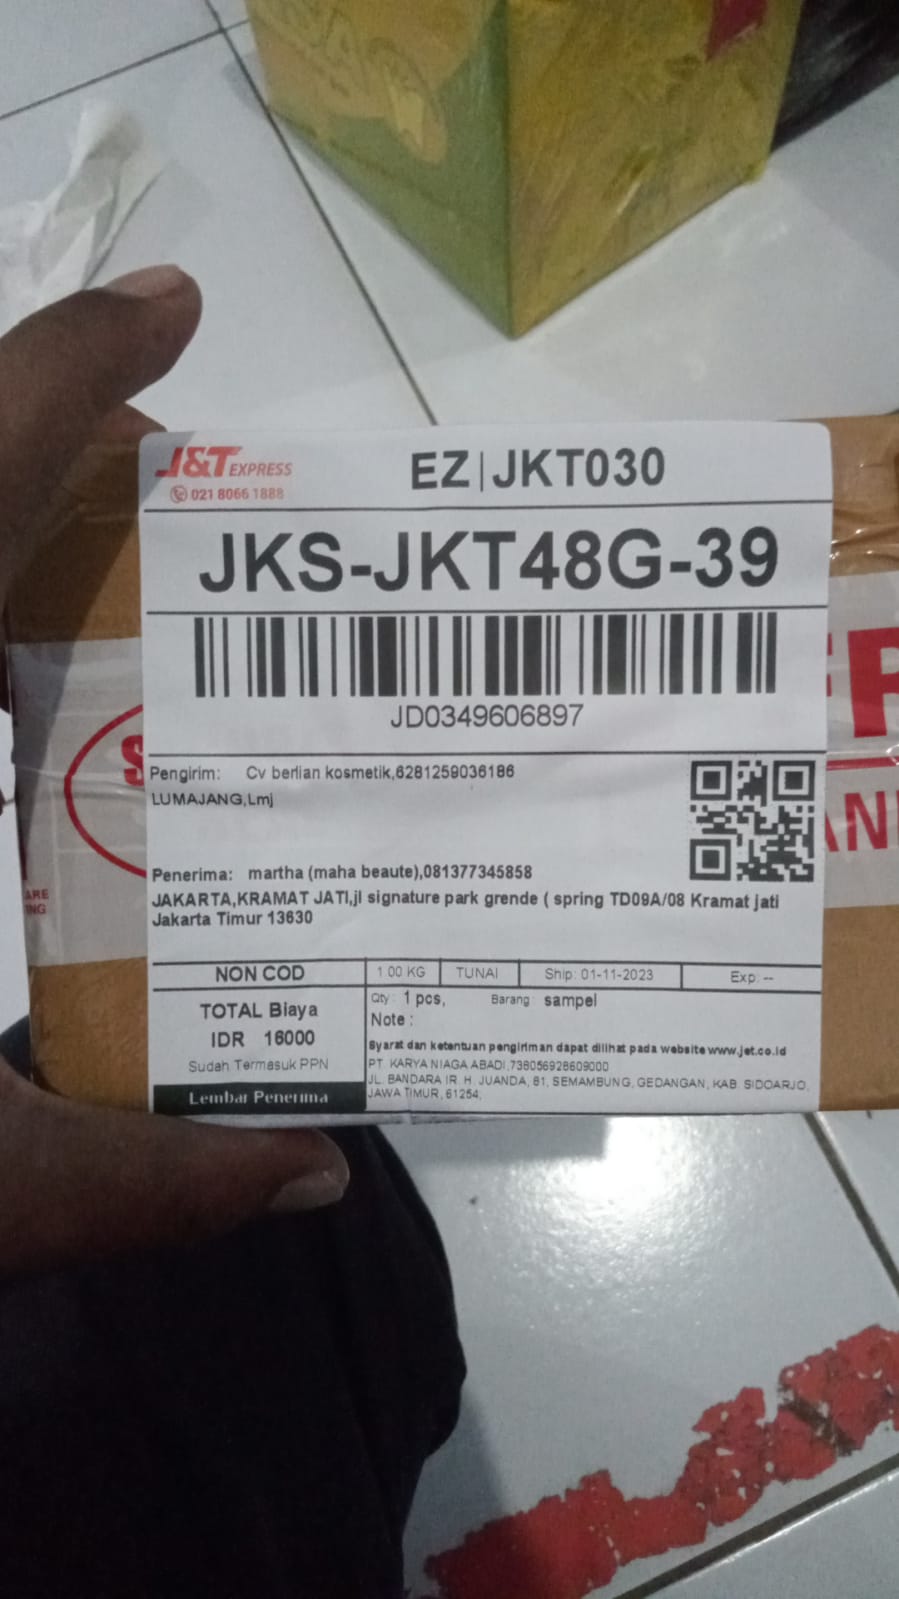 J&T EXPRESS
021 8066 1888
EZ|JKT030
JKS-JKT48G-39
JD0349606897
Pengirim: Cv berlian kosmetik,6281259036186
LUMAJANG,Lmj
Penerima: martha (maha beaute),081377345858
JAKARTA,KRAMAT JATI,jl signature park grende ( spring TD09A/08 Kramat jati
Jakarta Timur 13630
NON COD
1.00 KG
TUNAI
Ship: 01-11-2023
Exp: --
TOTAL Biaya
IDR 16000
Sudah Termasuk PPN
Lembar Penerima
Qty : 1 pcs, Barang : sampel
Note :
Syarat dan ketentuan pengiriman dapat dilihat pada website www.jet.co.id
PT. KARYA NIAGA ABADI,738056928609000
JL. BANDARA IR. H. JUANDA, 81, SEMAMBUNG, GEDANGAN, KAB. SIDOARJO,
JAWA TIMUR, 61254,